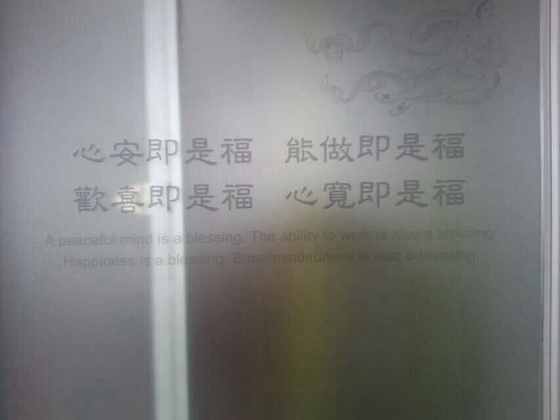 心安即是福 能做即是福
歡喜即是福 心寬即是福
A peaceful mind is a blessing. The ability to work is also a blessing.
Happiness is a blessing. Broadmindedness is also a blessing.